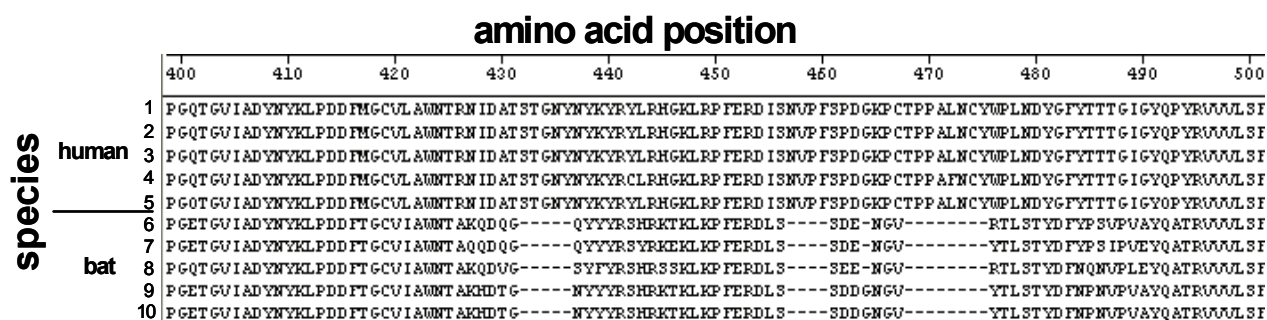 amino acid position
400 410 420 430 440 450 460 470 480 490 500
species
human
bat
1 PGQTGVIADYNYKLPDDFMGCVLAWNTRNIDATSTGNYNYKYRYLRHGKLRPFERDISNVPFSPDGKPCTPPALNCYWPLNDYGFYTTTGIGYQPYRVVVLSF
2 PGQTGVIADYNYKLPDDFMGCVLAWNTRNIDATSTGNYNYKYRYLRHGKLRPFERDISNVPFSPDGKPCTPPALNCYWPLNDYGFYTTTGIGYQPYRVVVLSF
3 PGQTGVIADYNYKLPDDFMGCVLAWNTRNIDATSTGNYNYKYRYLRHGKLRPFERDISNVPFSPDGKPCTPPALNCYWPLNDYGFYTTTGIGYQPYRVVVLSF
4 PGQTGVIADYNYKLPDDFMGCVLAWNTRNIDATSTGNYNYKYRCLRHGKLRPFERDISNVPFSPDGKPCTPPAFNCYWPLNDYGFYTTTGIGYQPYRVVVLSF
5 PGQTGVIADYNYKLPDDFMGCVLAWNTRNIDATSTGNYNYKYRYLRHGKLRPFERDISNVPFSPDGKPCTPPALNCYWPLNDYGFYTTTGIGYQPYRVVVLSF
6 PGETGVIADYNYKLPDDFTGCVIAWNTAKQDQG-----QYYYRSHRKTKLKPFERDLS----SDE-NGV--------RTLSTYDFYPSVPVAYQATRVVVLSF
7 PGETGVIADYNYKLPDDFTGCVIAWNTAQQDQG-----QYYYRSYRKEKLKPFERDLS----SDE-NGV--------YTLSTYDFYPSIPVEYQATRVVVLSF
8 PGQTGVIADYNYKLPDDFTGCVIAWNTAKQDVG-----SYFYRSHRSSKLKPFERDLS----SEE-NGV--------RTLSTYDFNQNVPLEYQATRVVVLSF
9 PGETGVIADYNYKLPDDFTGCVIAWNTAKHDTG-----NYYYRSHRKTKLKPFERDLS----SDDGNGV--------YTLSTYDFNPNVPVAYQATRVVVLSF
10 PGETGVIADYNYKLPDDFTGCVIAWNTAKHDTG-----NYYYRSHRKTKLKPFERDLS----SDDGNGV--------YTLSTYDFNPNVPVAYQATRVVVLSF